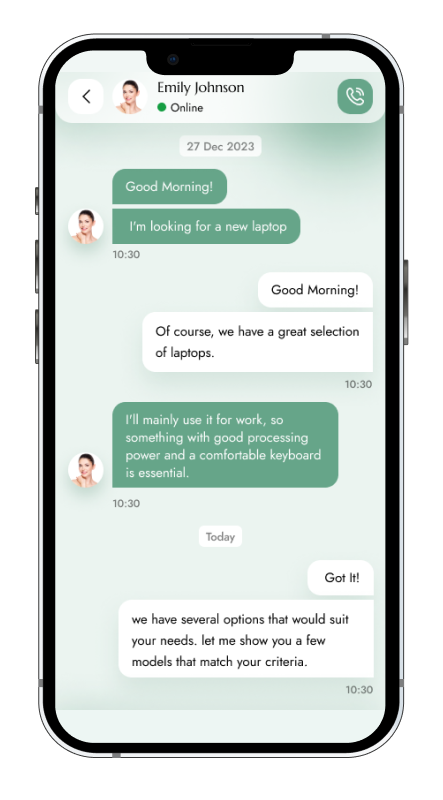 Emily Johnson
Online
27 Dec 2023
Good Morning!
I'm looking for a new laptop
10:30
Good Morning!
Of course, we have a great selection
of laptops.
10:30
I'll mainly use it for work, so
something with good processing
power and a comfortable keyboard
is essential.
10:30
Today
Got It!
we have several options that would suit
your needs. let me show you a few
models that match your criteria.
10:30